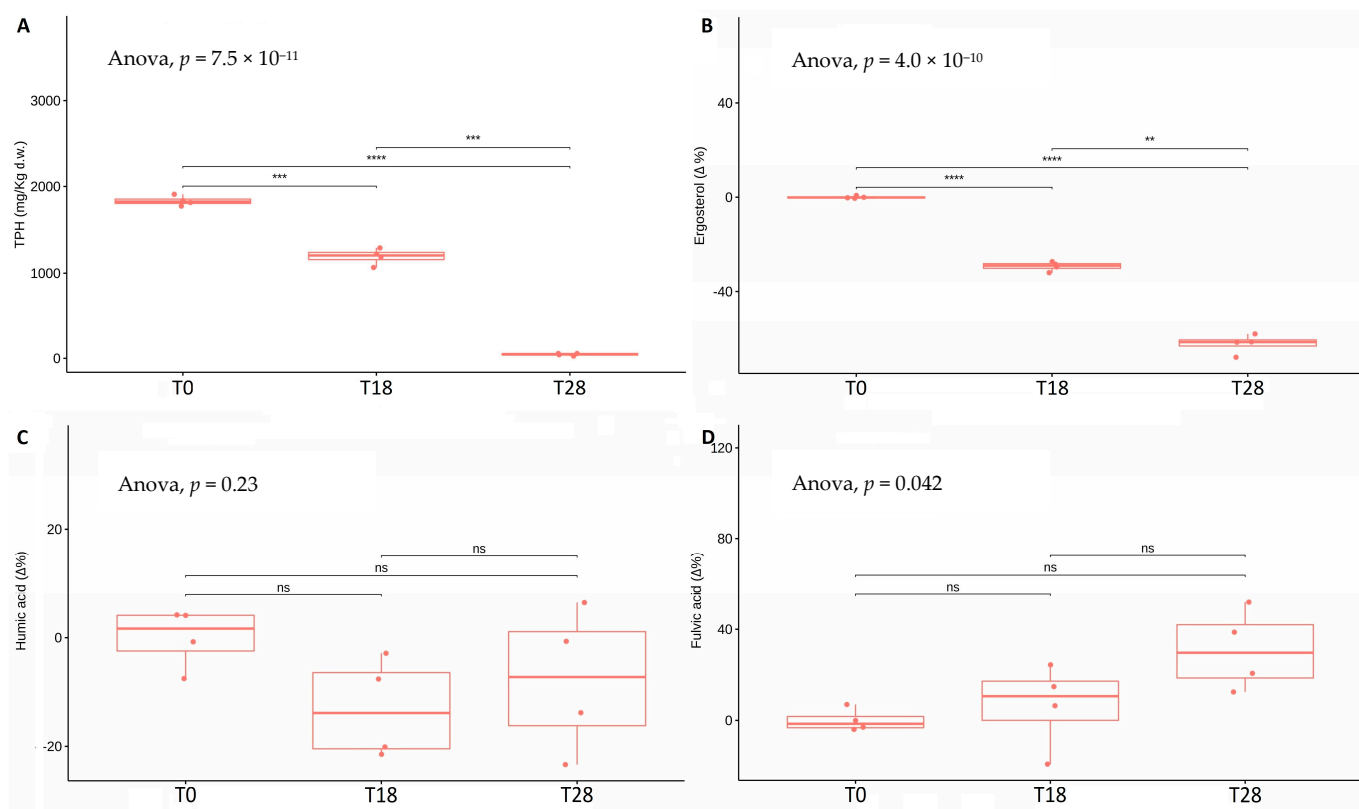 A
Anova, p = 7.5 × 10⁻¹¹
TPH (mg/Kg d.w.)
3000
2000
1000
0
***
****
***
T0
T18
T28
B
Anova, p = 4.0 × 10⁻¹⁰
Ergosterol (Δ %)
40
0
-40
**
****
****
T0
T18
T28
C
Anova, p = 0.23
Humic acid (Δ%)
20
0
-20
ns
ns
ns
T0
T18
T28
D
Anova, p = 0.042
Fulvic acid (Δ%)
120
80
40
0
ns
ns
ns
T0
T18
T28